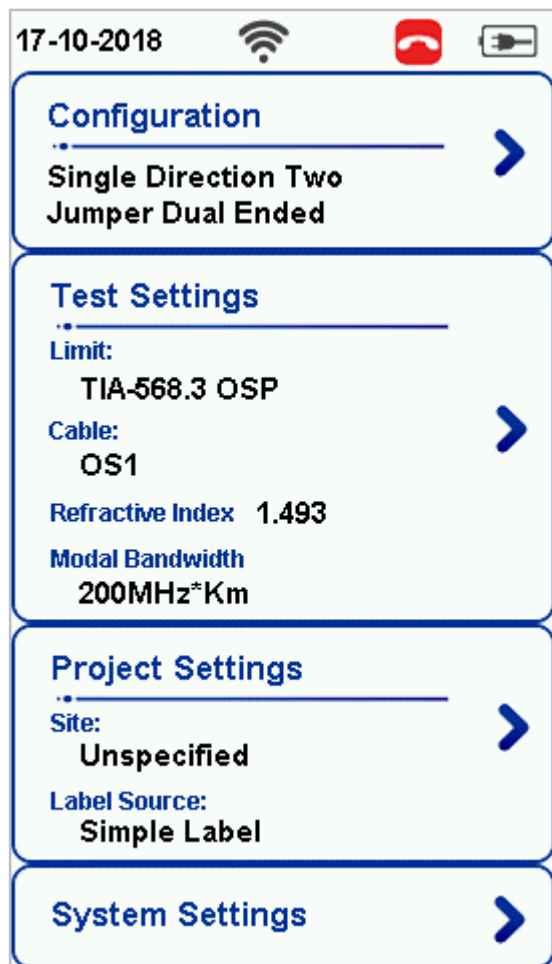 17-10-2018
Configuration
Single Direction Two
Jumper Dual Ended
Test Settings
Limit:
TIA-568.3 OSP
Cable:
OS1
Refractive Index 1.493
Modal Bandwidth
200MHz*Km
Project Settings
Site:
Unspecified
Label Source:
Simple Label
System Settings